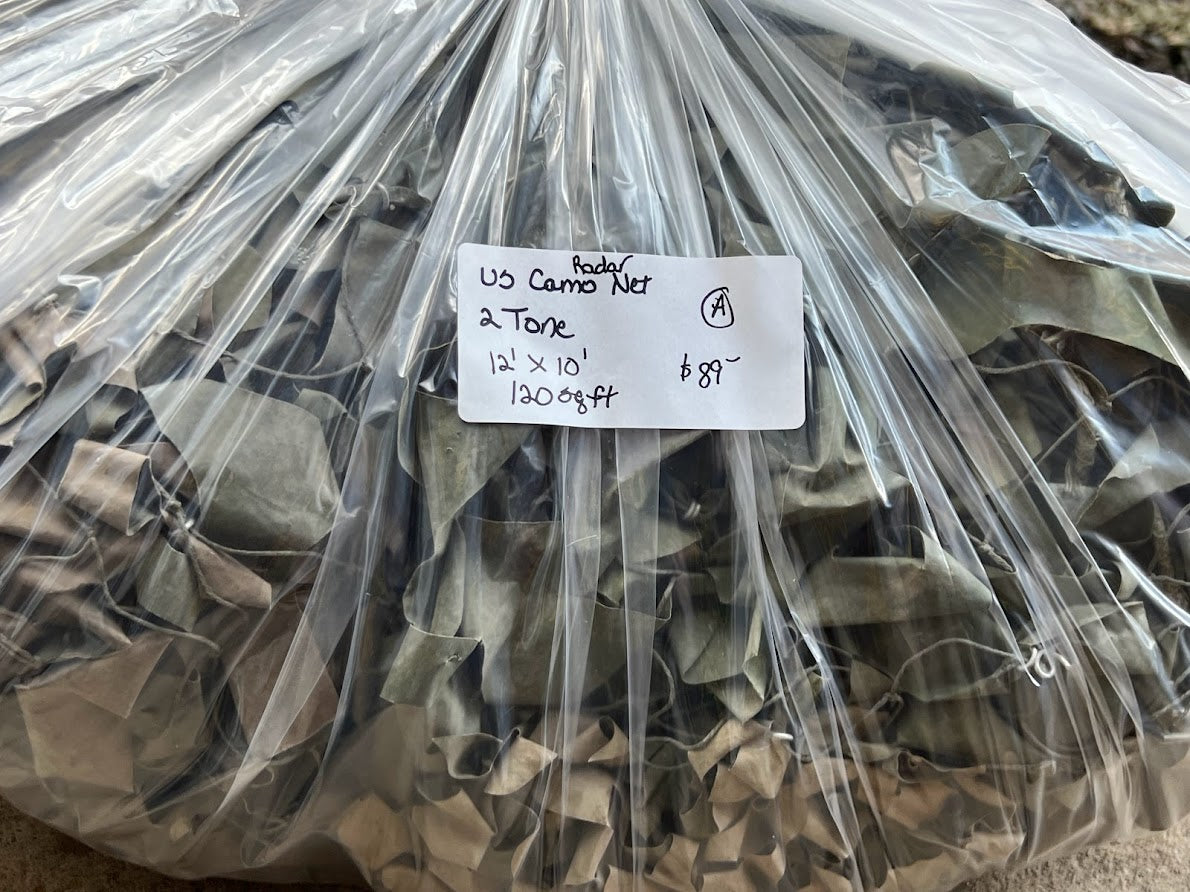 Radar
US Camo Net
A
2 Tone
12' x 10'
$89-
120 sqft